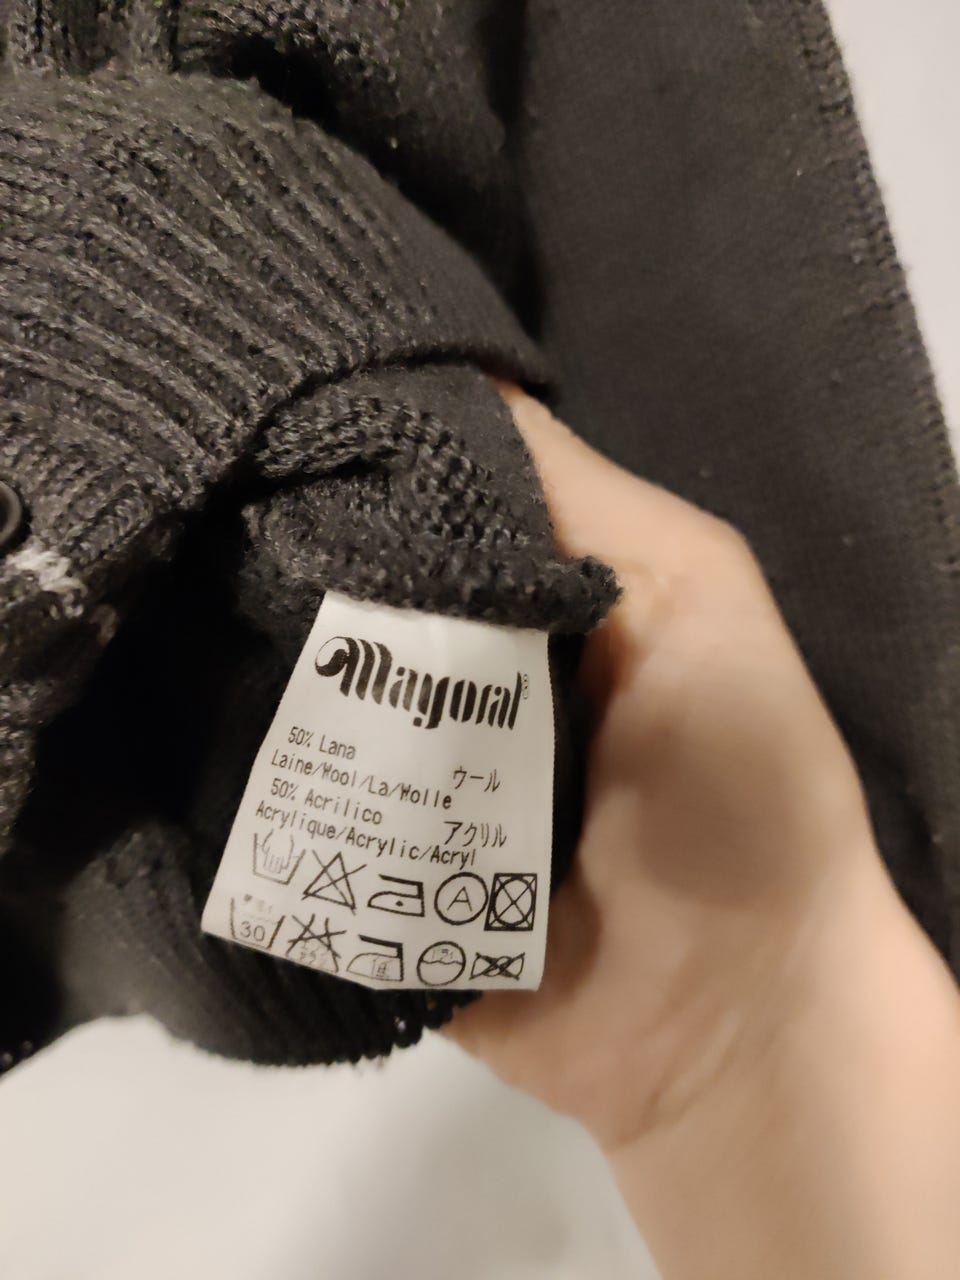 Mayoral
50% Lana
Laine/Wool/La/Wolle ウール
50% Acrilico
Acrylique/Acrylic/Acryl アクリル
A
30